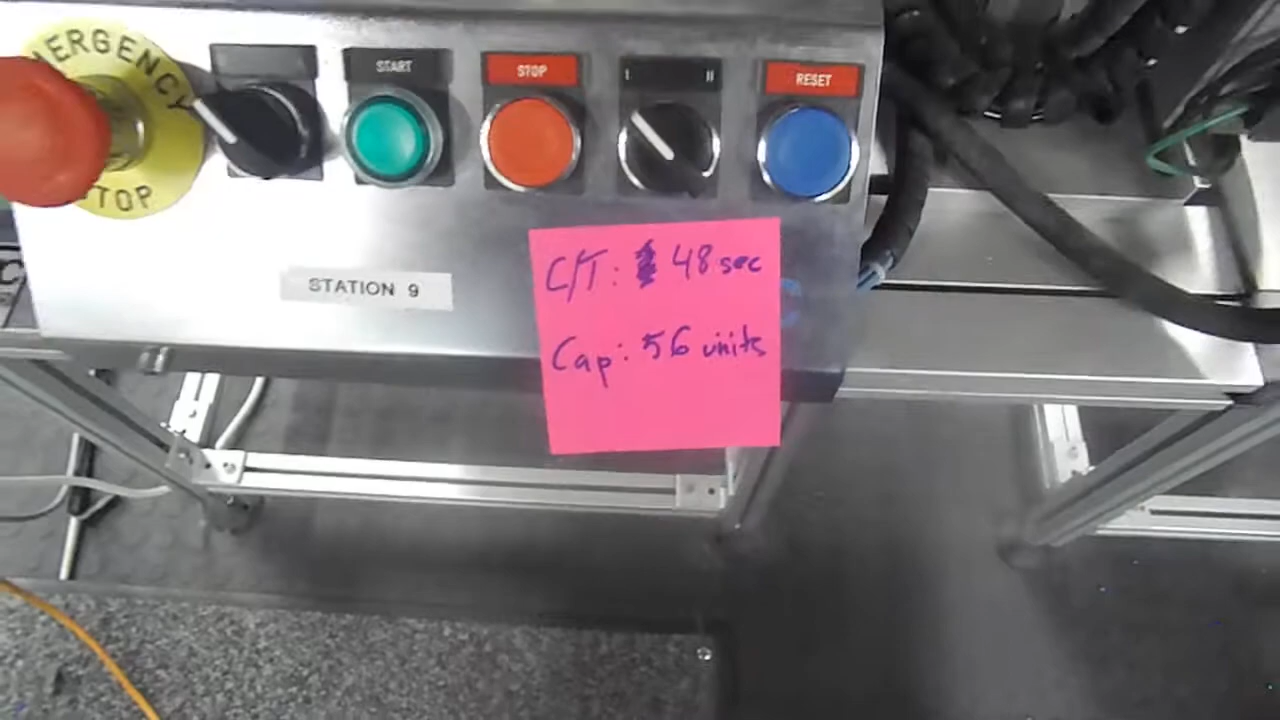 EMERGENCY
STOP
START
STOP
I II
RESET
STATION 9
C/T: 48 sec
Cap: 56 units